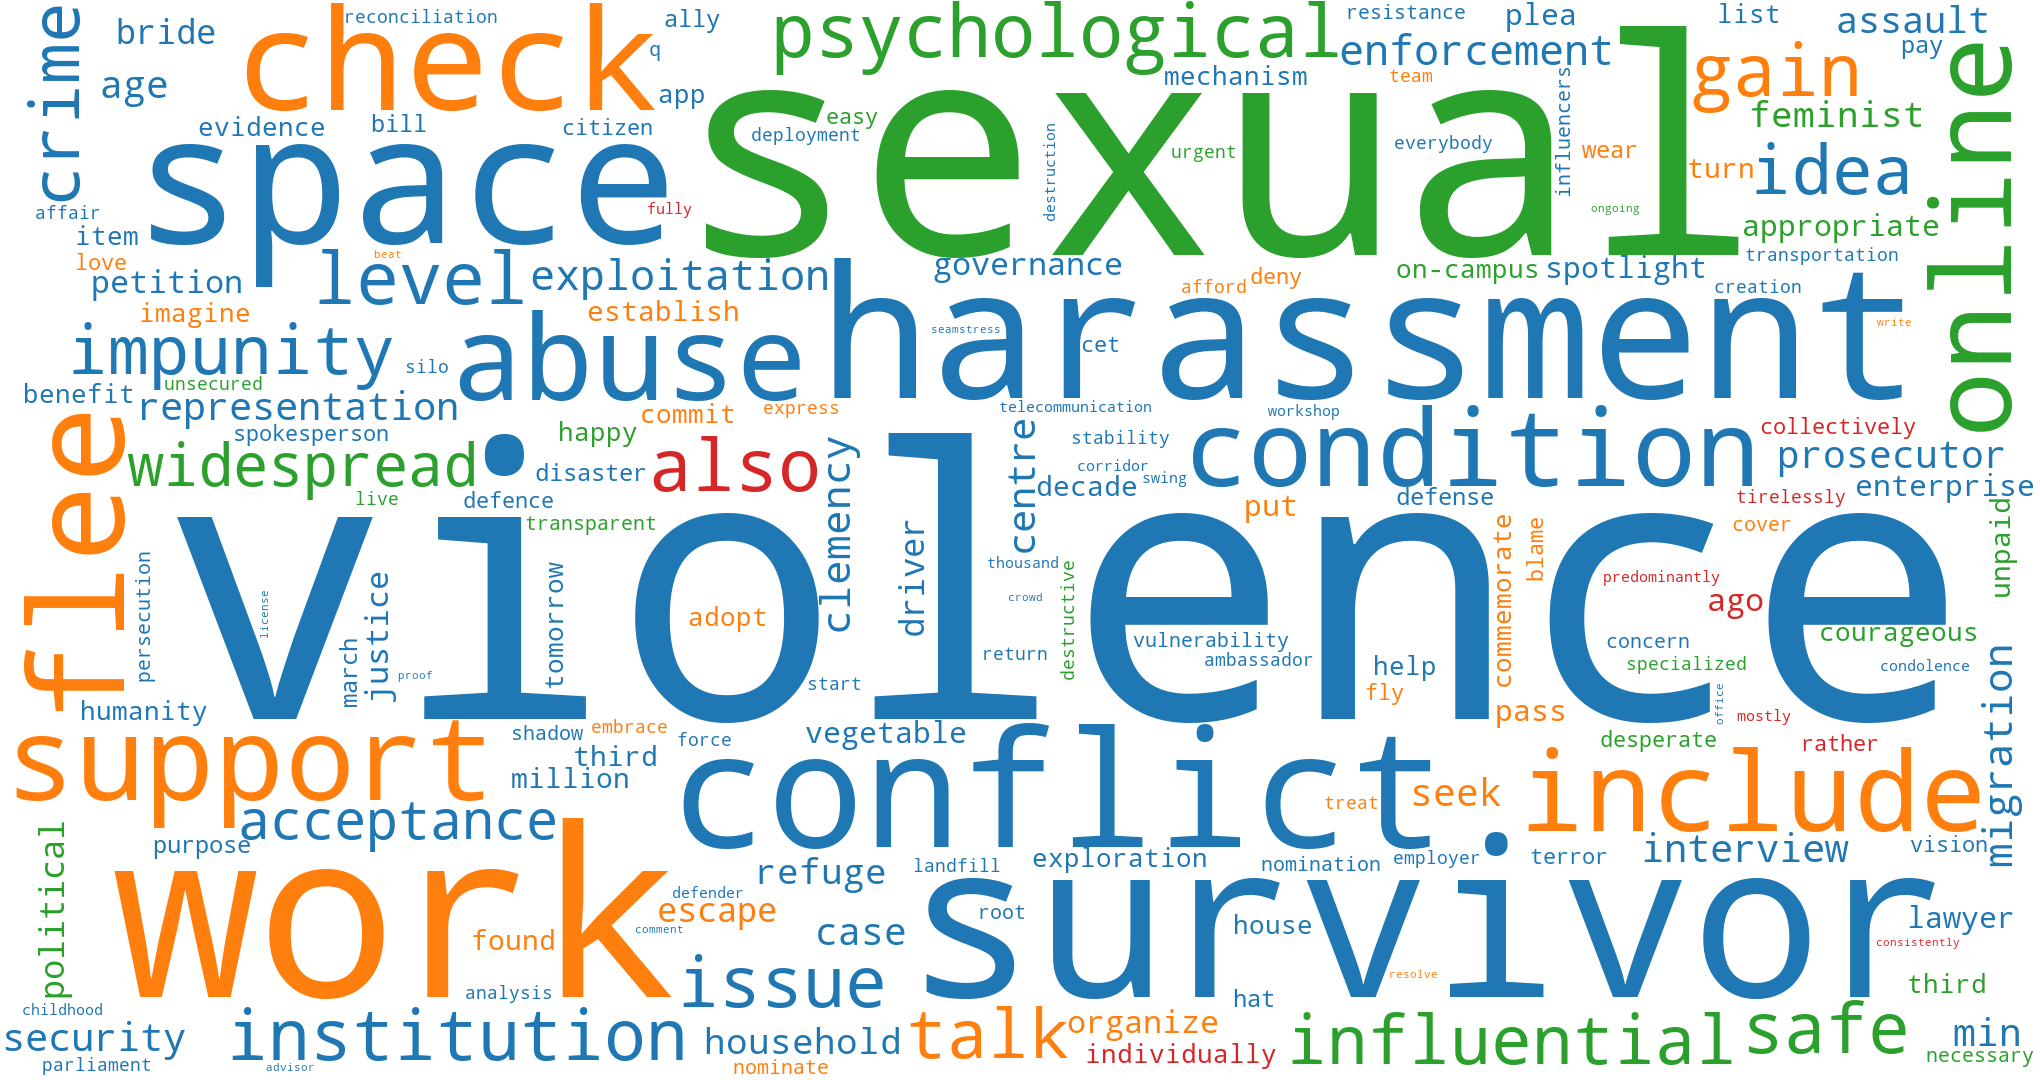 crime
bride
reconciliation
ally
q
check
age
app
evidence
bill
citizen
psychological
resistance
plea
list
assault
pay
enforcement
mechanism
team
gain
influencers
easy
deployment
destruction
urgent
everybody
wear
feminist
turn
idea
online
affair
space
fully
sexual
ongoing
appropriate
item
love
beat
petition
level
exploitation
governance
on-campus
spotlight
transportation
deny
afford
creation
imagine
establish
impunity
silo
abuse
seamstress
cet
harassment
write
benefit
unsecured
representation
commit
express
telecommunication
workshop
spokesperson
happy
centre
stability
condition
collectively
flee
widespread
disaster
also
clemency
corridor
swing
decade
prosecutor
live
defence
put
defense
tirelessly
enterprise
transparent
driver
commemorate
blame
cover
unpaid
persecution
license
march
justice
tomorrow
violence
adopt
thousand
crowd
destructive
predominantly
ago
vulnerability
concern
courageous
proof
return
ambassador
help
specialized
condolence
start
fly
office
humanity
pass
mostly
migration
support
shadow
embrace
force
vegetable
third
million
conflict
desperate
rather
seek
treat
include
acceptance
political
purpose
refuge
landfill
exploration
nomination
employer
terror
interview
vision
work
defender
escape
root
survivor
house
lawyer
found
comment
case
consistently
resolve
analysis
issue
hat
third
childhood
security
institution
household
talk
organize
influential
safe
min
individually
parliament
advisor
nominate
necessary